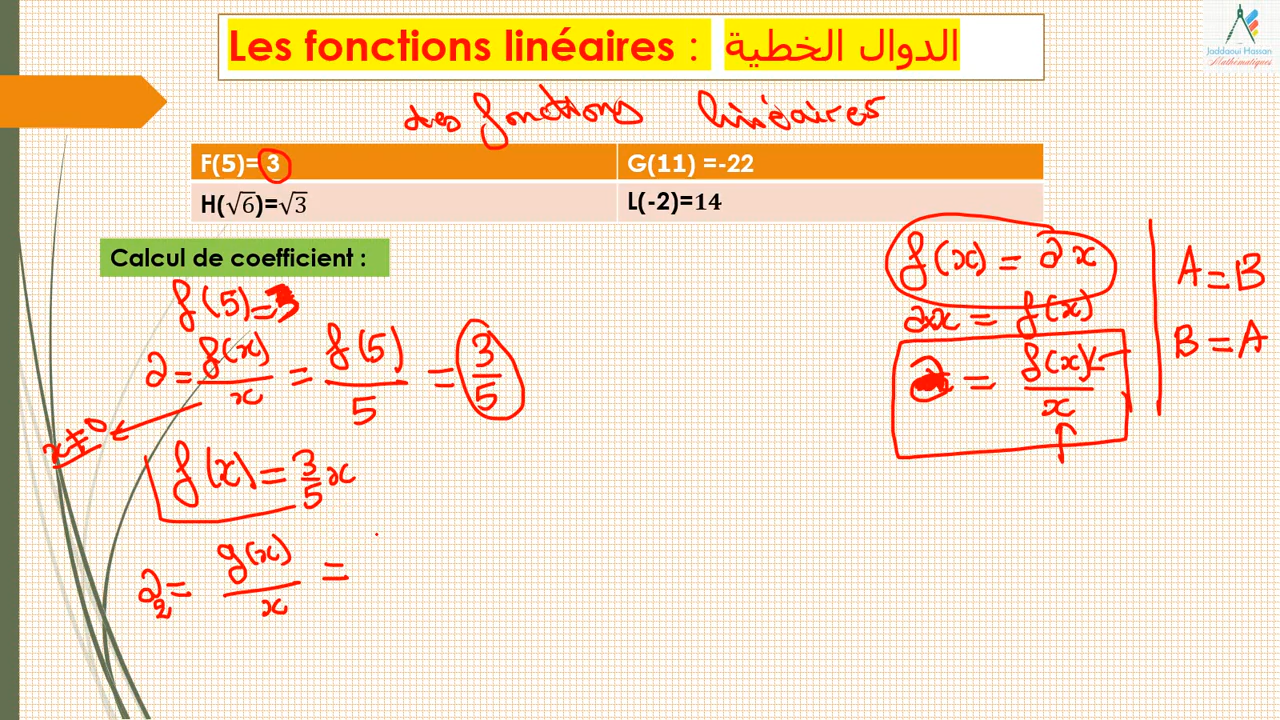 Les fonctions linéaires : الدوال الخطية
Jaddaoui Hassan
Mathématiques
des fonctions linéaires
F(5)= 3
G(11) =-22
H(√6)=√3
L(-2)=14
Calcul de coefficient :
f(5)=3
a = f(x)/x = f(5)/5 = 3/5
x≠0
f(x) = 3/5 x
a₂ = g(x)/x =
f(x) = ax
ax = f(x)
a = f(x)/x
A = B
B = A